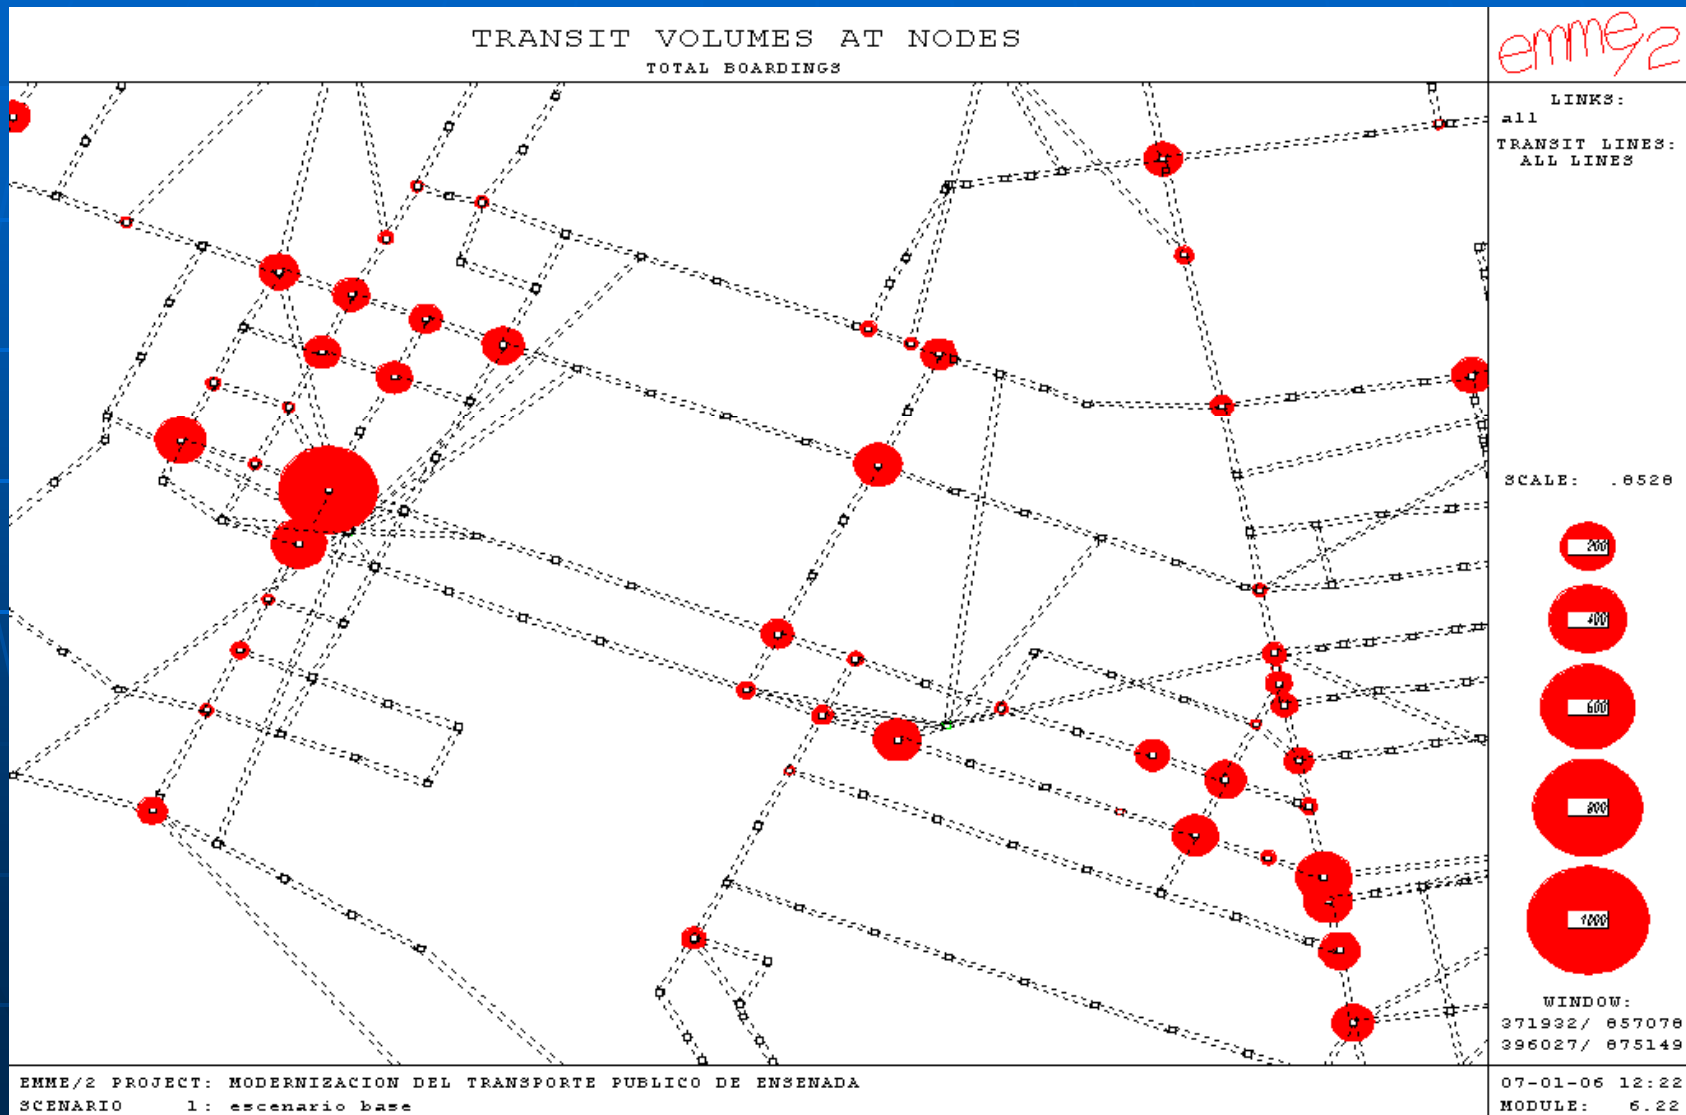 TRANSIT VOLUMES AT NODES
TOTAL BOARDINGS
emme/2
LINKS:
all
TRANSIT LINES:
ALL LINES
SCALE: .0520
200
400
600
800
1000
WINDOW:
371932/ 857078
396027/ 875149
EMME/2 PROJECT: MODERNIZACION DEL TRANSPORTE PUBLICO DE ENSENADA
SCENARIO 1: escenario base
07-01-06 12:22
MODULE: 6.22